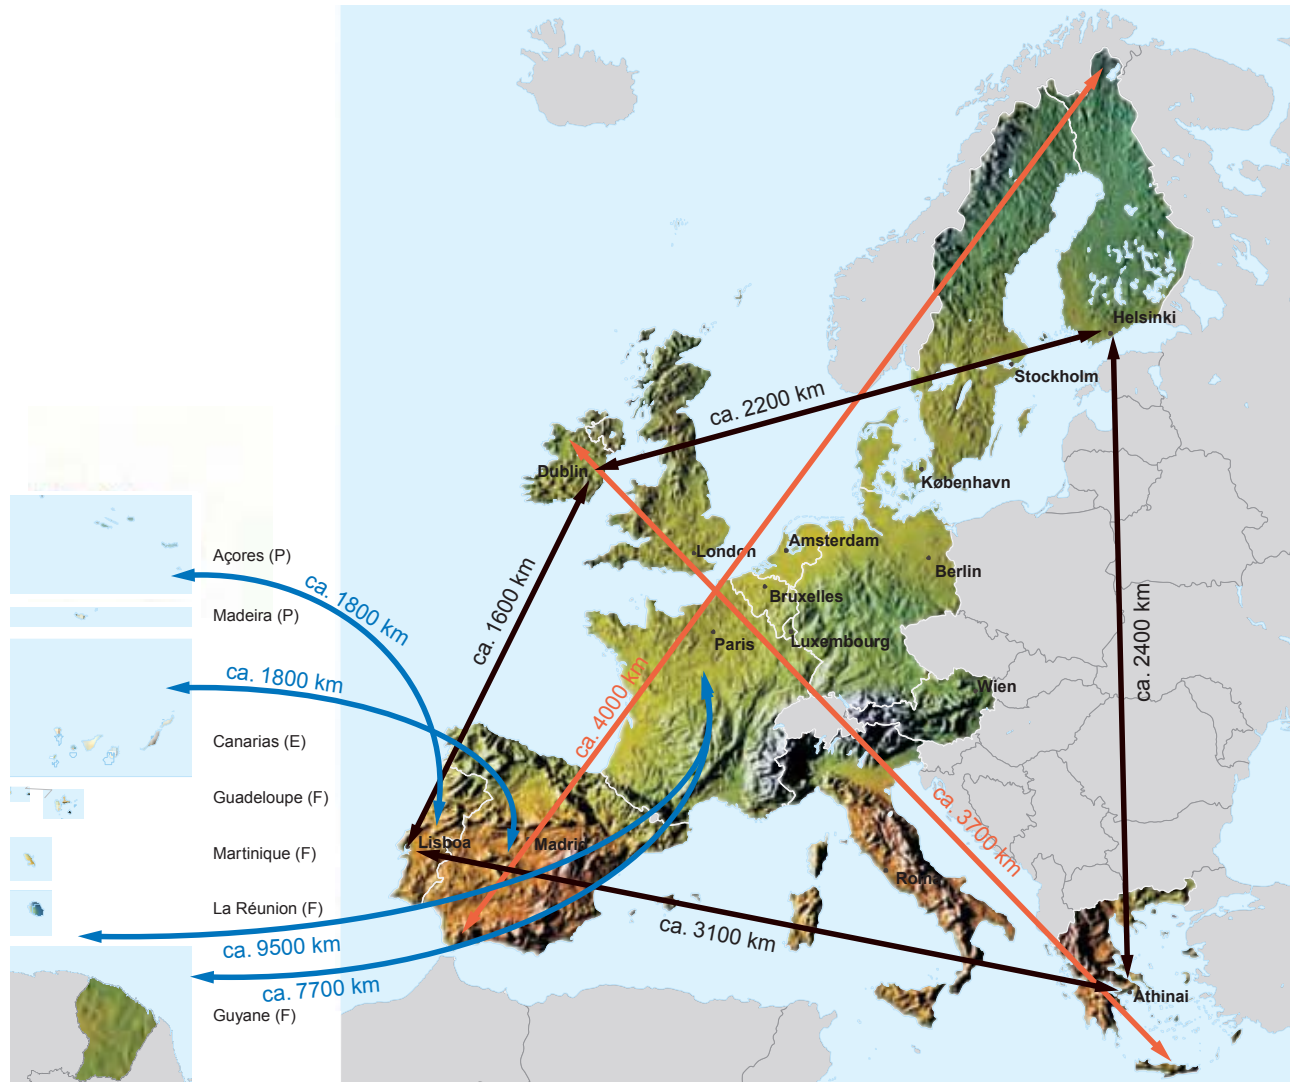 Helsinki
Stockholm
ca. 2200 km
Dublin
København
Amsterdam
London
Berlin
Açores (P)
ca. 1800 km
Bruxelles
Madeira (P)
ca. 1600 km
Paris
Luxembourg
ca. 2400 km
ca. 1800 km
Wien
ca. 4000 km
Canarias (E)
Guadeloupe (F)
ca. 3700 km
Lisboa
Madrid
Martinique (F)
Roma
La Réunion (F)
ca. 9500 km
ca. 3100 km
ca. 7700 km
Athinai
Guyane (F)